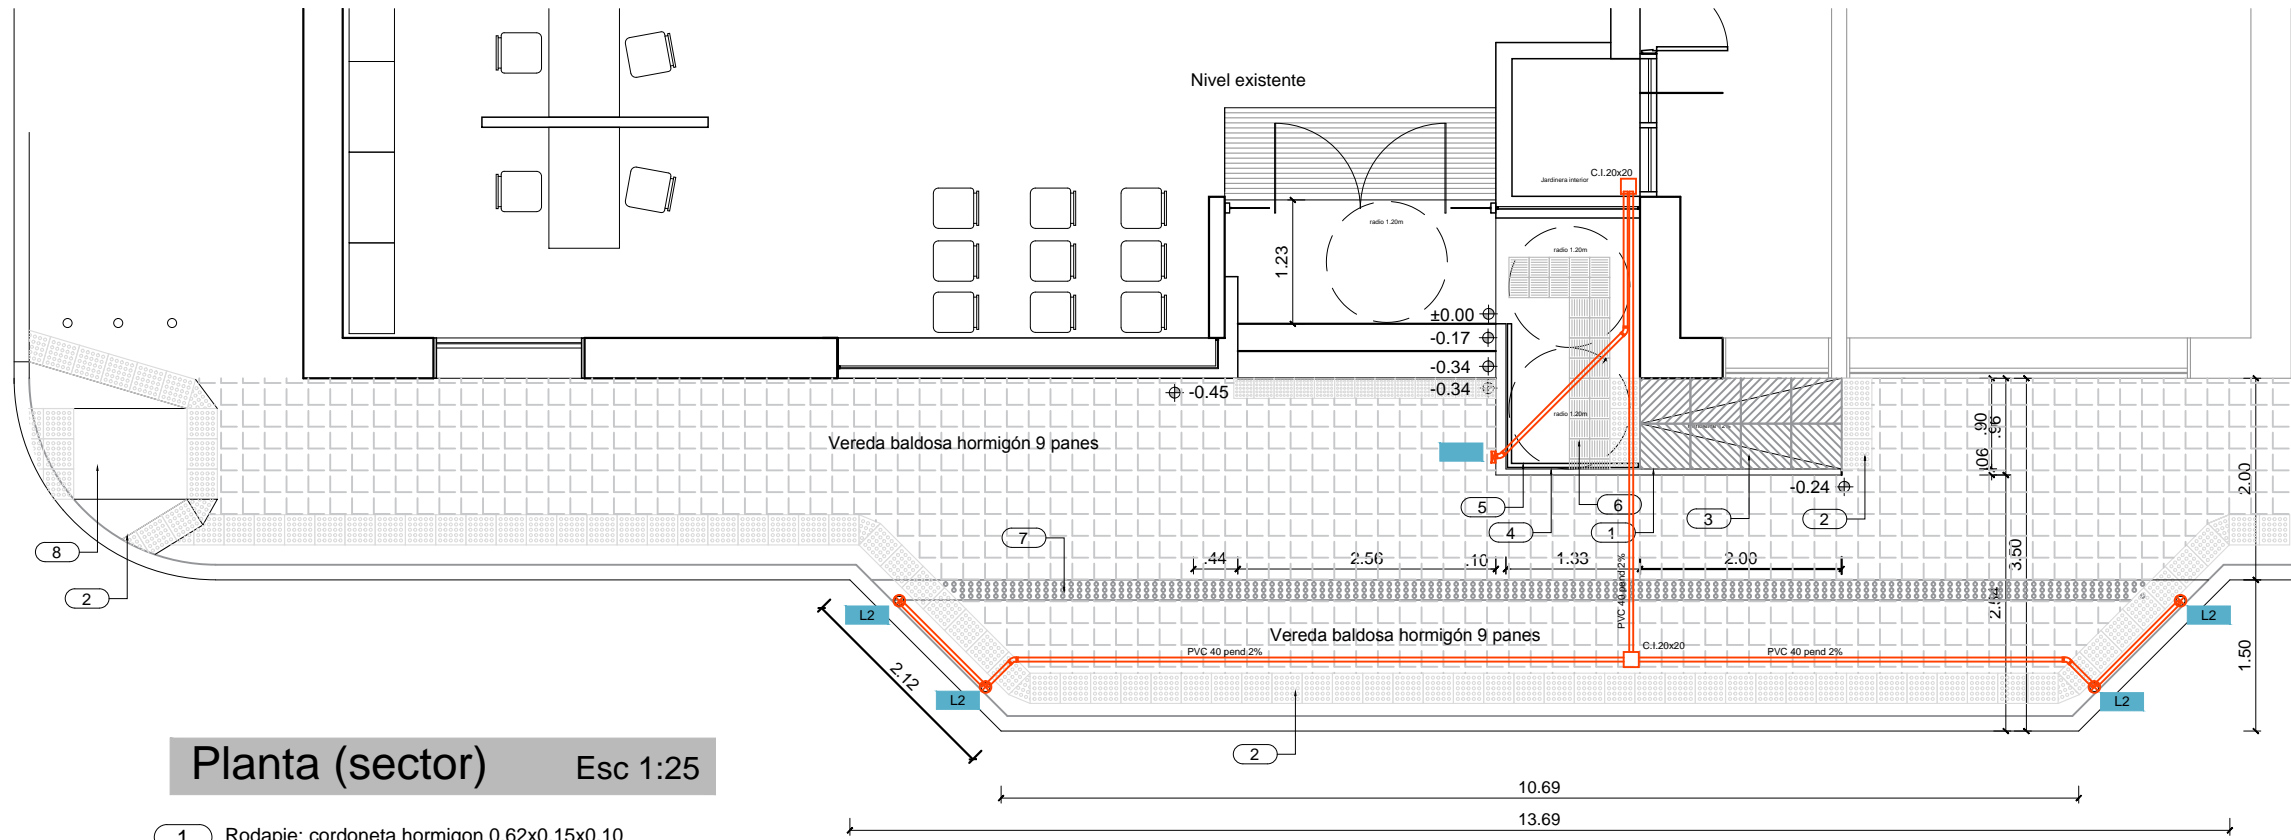 Nivel existente
C.I.20x20
Jardinera interior
radio 1.20m
radio 1.20m
1.23
±0.00
-0.17
-0.34
-0.34
-0.45
radio 1.20m
Vereda baldosa hormigón 9 panes
.90
.96
.06
2.00
-0.24
5
6
4
1
3
2
7
8
2
.44
2.56
.10
1.33
2.00
3.50
2.54
1.50
PVC 40 pend 2%
L2
L2
Vereda baldosa hormigón 9 panes
PVC 40 pend 2%
C.I.20x20
PVC 40 pend 2%
2.12
L2
L2
2
Planta (sector) Esc 1:25
10.69
13.69
1 Rodapie: cordoneta hormigon 0.62x0.15x0.10